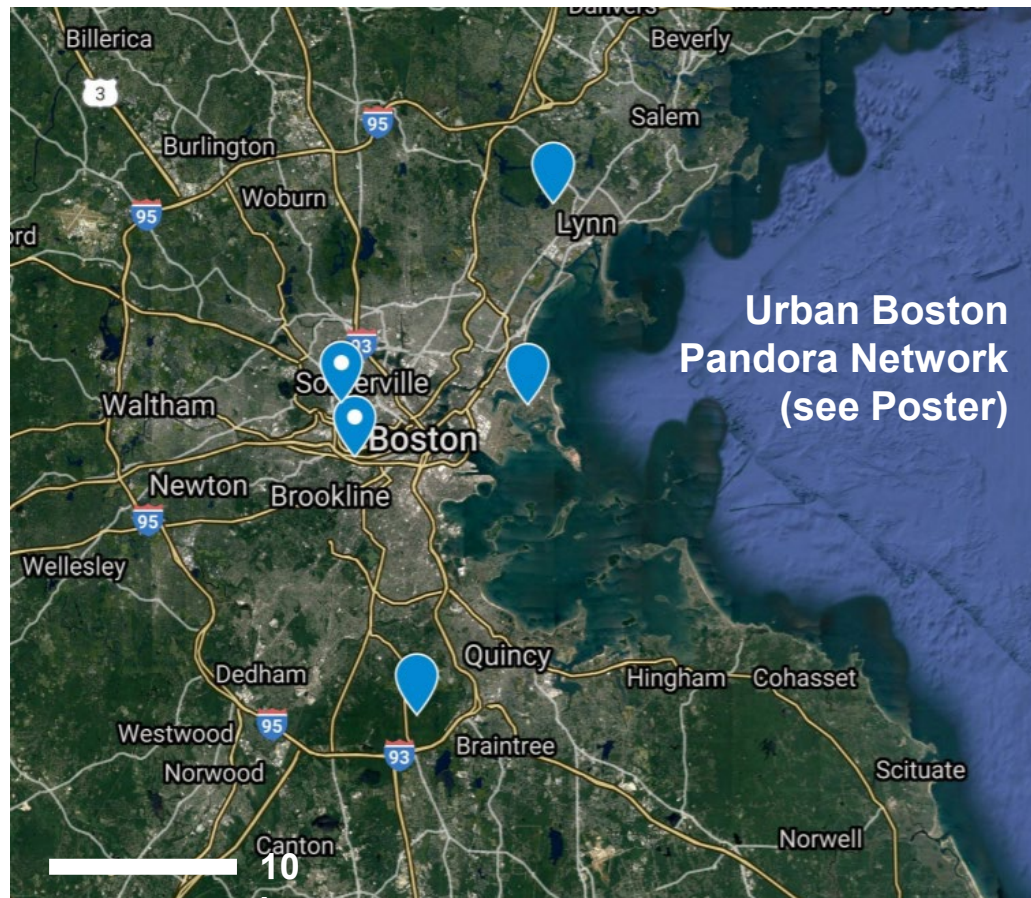 Danvers
Billerica
Beverly
3
95
Salem
Burlington
Woburn
95
rd
Lynn
Urban Boston
Pandora Network
(see Poster)
93
Somerville
Waltham
Boston
Newton
Brookline
95
Wellesley
Quincy
Dedham
Hingham
Cohasset
95
Westwood
93
Braintree
Norwood
Scituate
Norwell
Canton
10